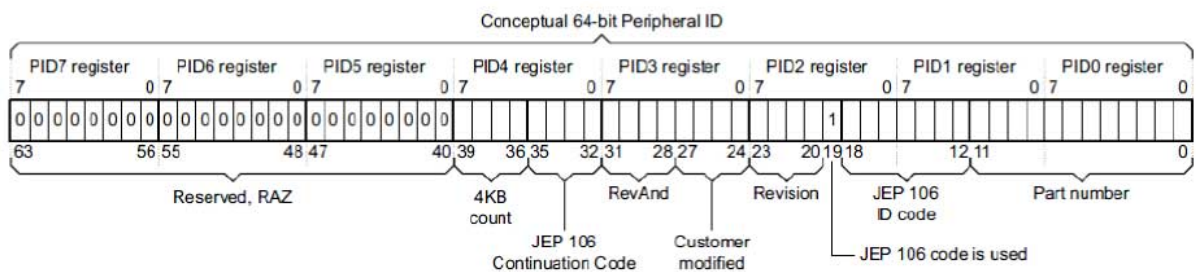 Conceptual 64-bit Peripheral ID
PID7 register PID6 register PID5 register PID4 register PID3 register PID2 register PID1 register PID0 register
7 0 7 0 7 0 7 0 7 0 7 0 7 0 7 0
0 0 0 0 0 0 0 0 0 0 0 0 0 0 0 0 0 0 0 0 0 0 0 0 1
63 56 55 48 47 40 39 36 35 32 31 28 27 24 23 20 19 18 12 11 0
Reserved, RAZ 4KB count RevAnd Revision JEP 106 ID code Part number
JEP 106 Continuation Code Customer modified JEP 106 code is used